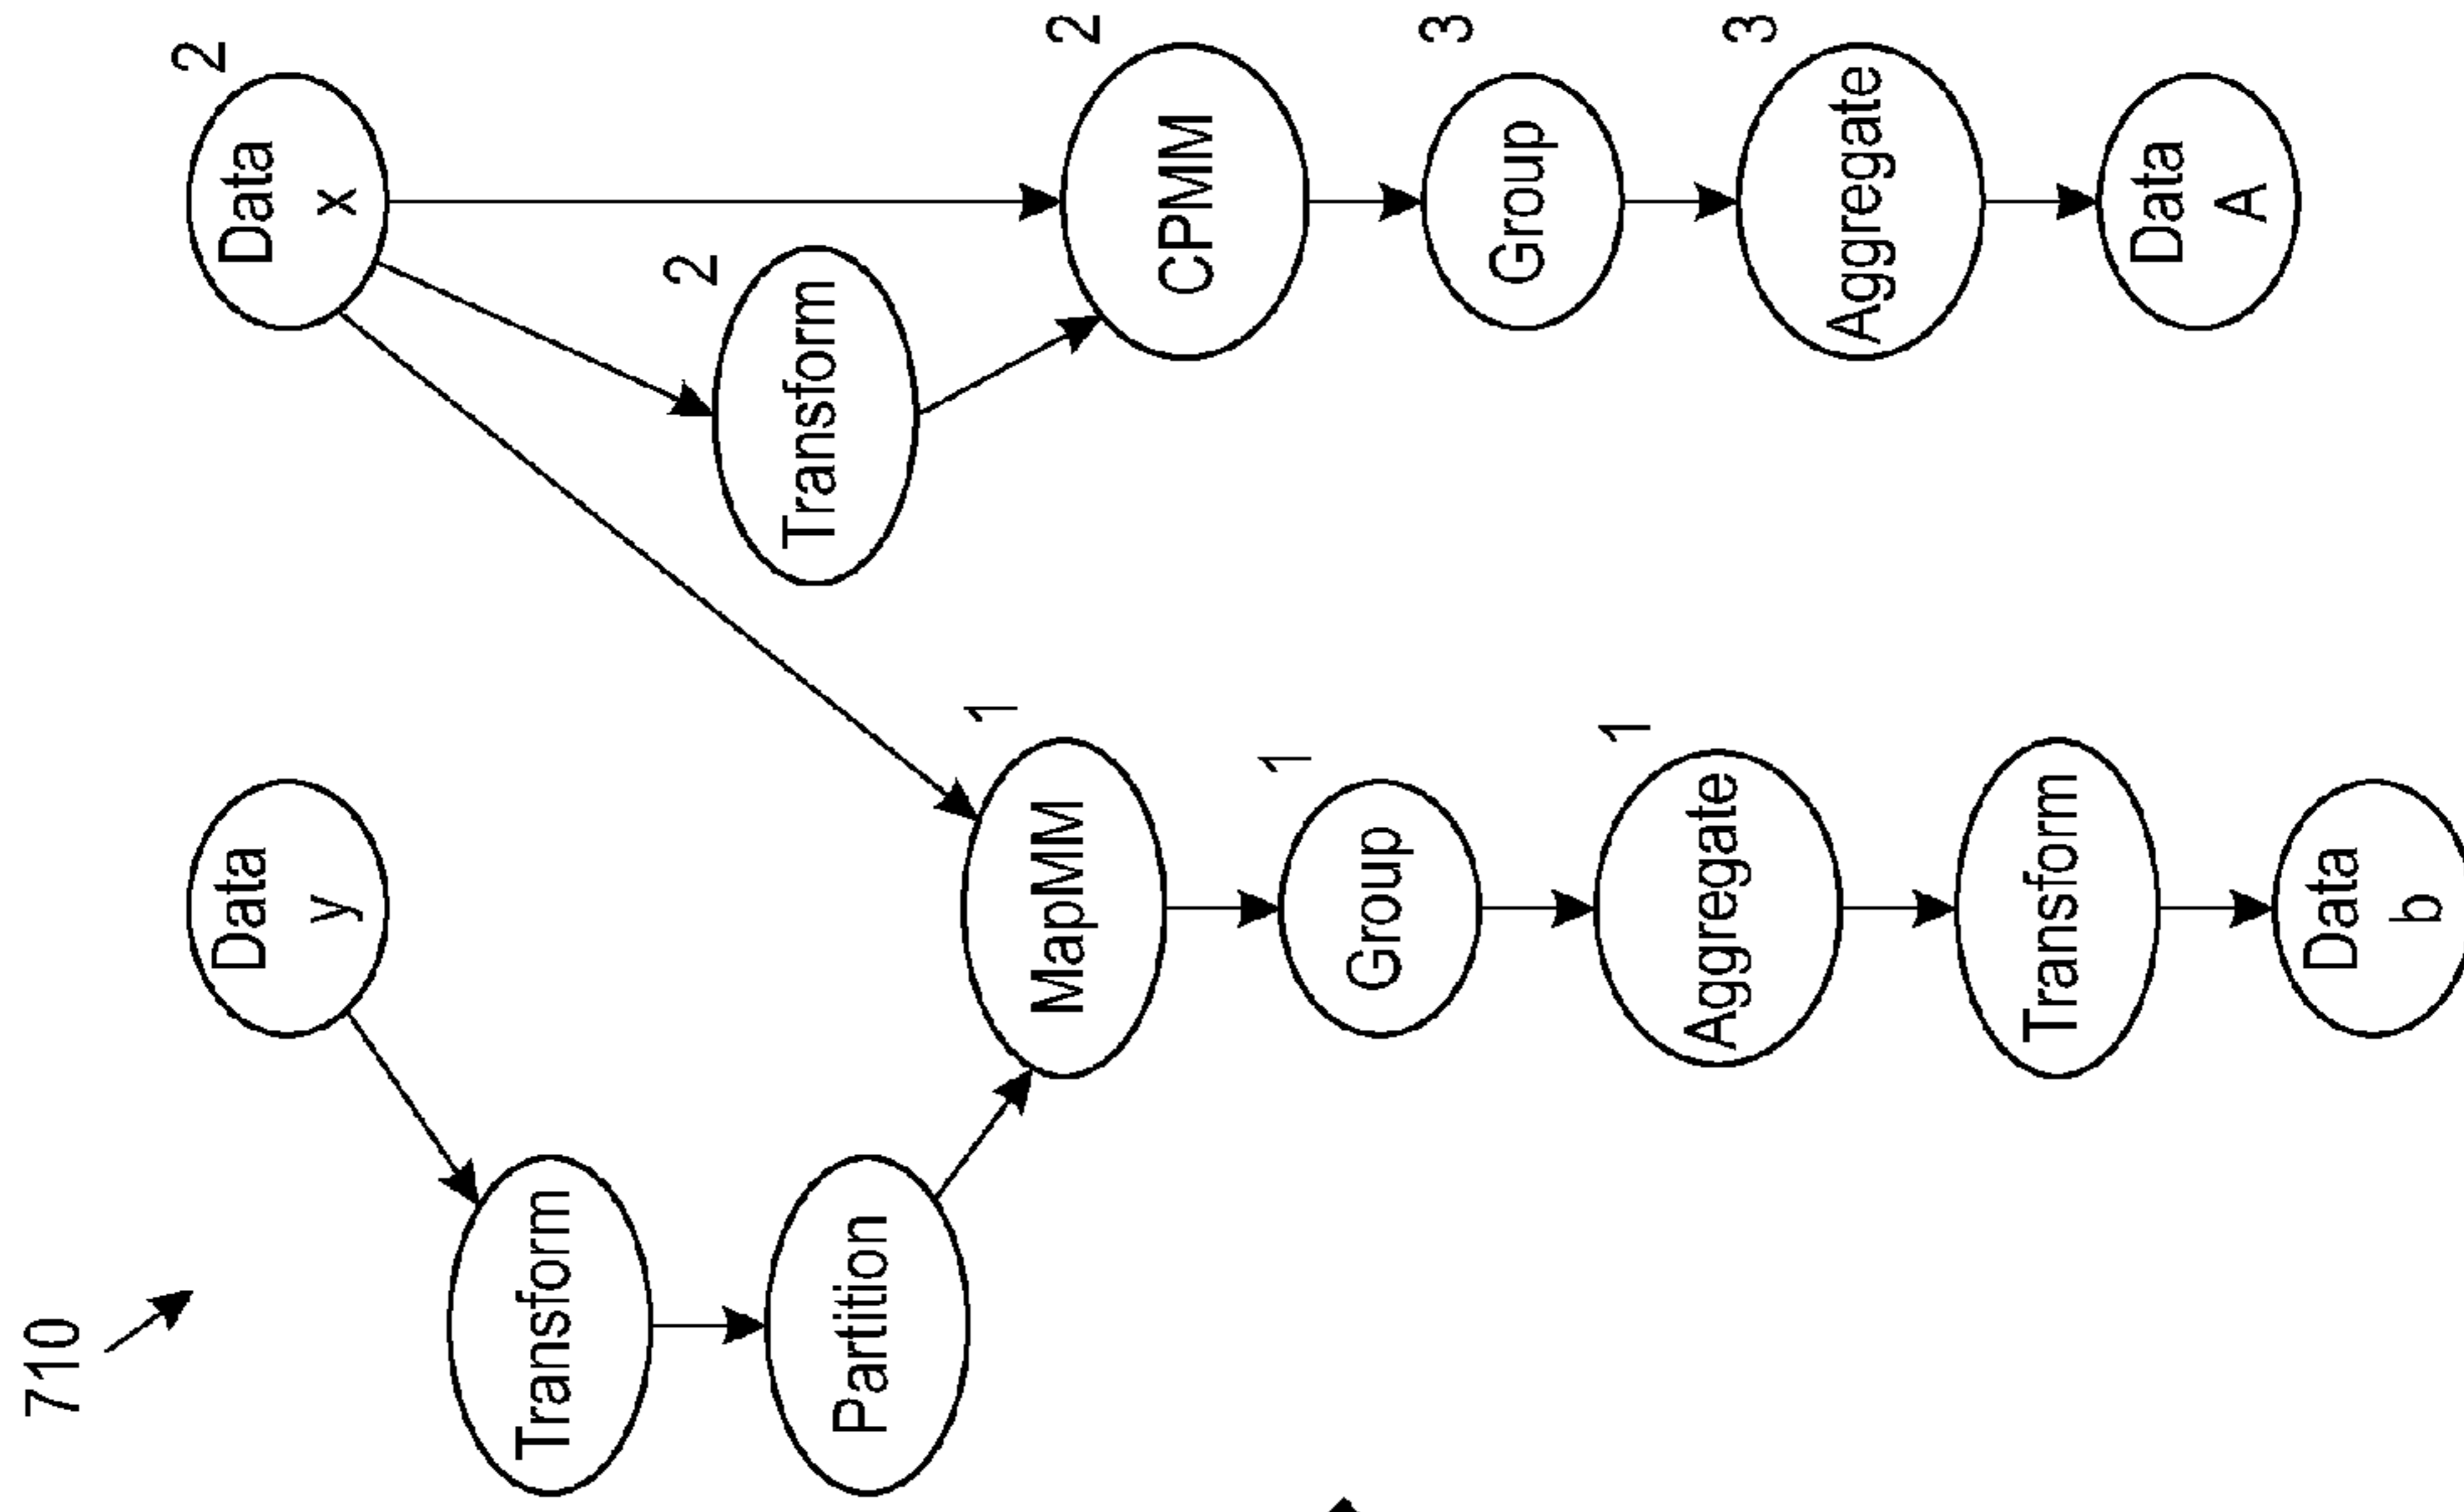 710
Data
y
Data
x
2
Transform
Transform
2
Partition
MapMM
1
CPMM
2
Group
1
Group
3
Aggregate
1
Aggregate
3
Transform
Data
A
Data
b